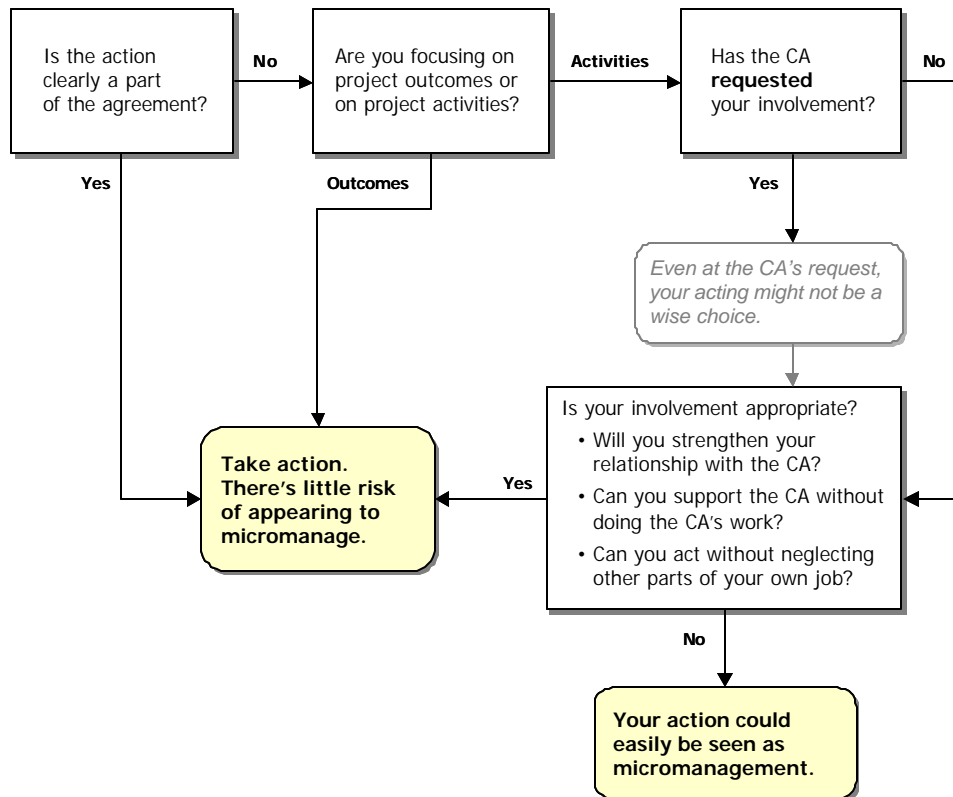 Is the action
clearly a part
of the agreement?
No
Are you focusing on
project outcomes or
on project activities?
Activities
Has the CA
requested
your involvement?
No
Yes
Outcomes
Yes
Even at the CA's request,
your acting might not be a
wise choice.
Is your involvement appropriate?
• Will you strengthen your
relationship with the CA?
• Can you support the CA without
doing the CA's work?
• Can you act without neglecting
other parts of your own job?
Yes
Take action.
There's little risk
of appearing to
micromanage.
No
Your action could
easily be seen as
micromanagement.